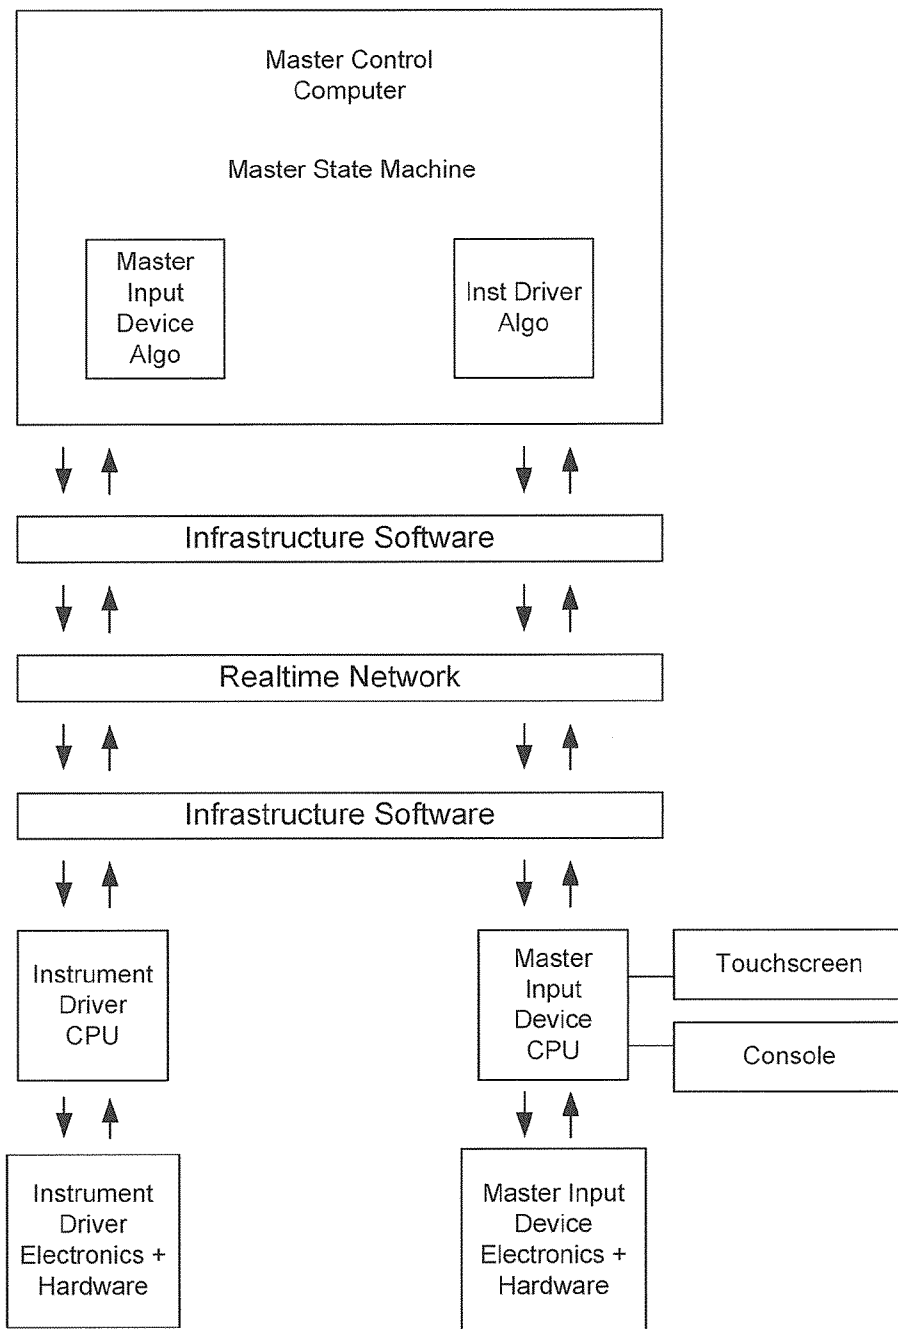 Master Control
Computer
Master State Machine
Master
Input
Device
Algo
Inst Driver
Algo
Infrastructure Software
Realtime Network
Infrastructure Software
Instrument
Driver
CPU
Master
Input
Device
CPU
Touchscreen
Console
Instrument
Driver
Electronics +
Hardware
Master Input
Device
Electronics +
Hardware